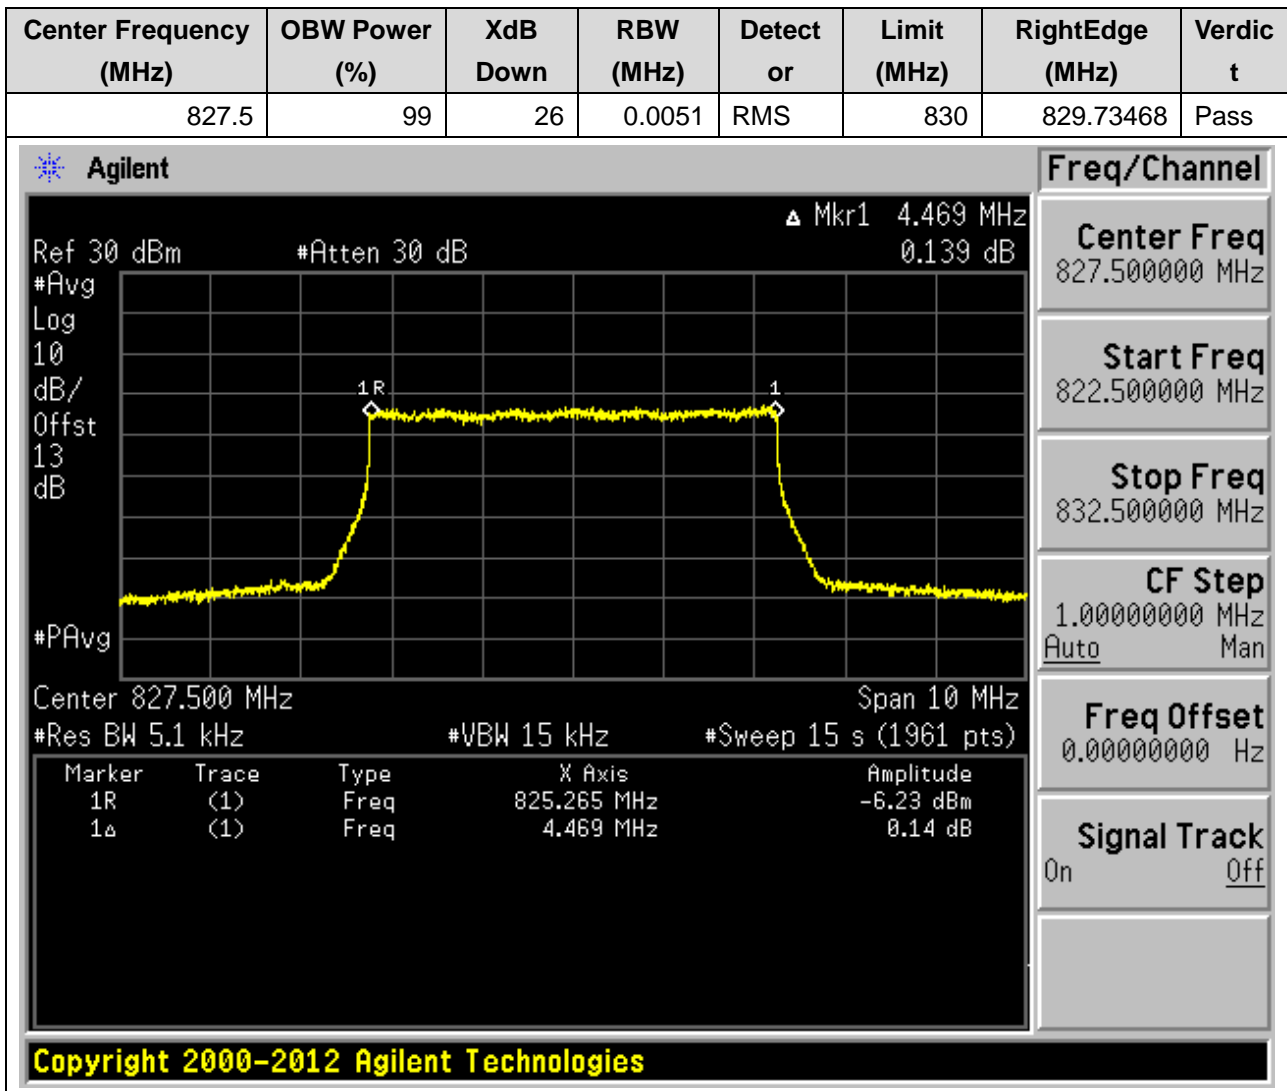 Center Frequency (MHz) OBW Power (%) XdB Down RBW (MHz) Detect or Limit (MHz) RightEdge (MHz) Verdic t
827.5 99 26 0.0051 RMS 830 829.73468 Pass
Agilent
Freq/Channel
Δ Mkr1 4.469 MHz
Ref 30 dBm #Atten 30 dB 0.139 dB
#Avg
Log
10
dB/
Offst
13
dB
1R
1
#PAvg
Center 827.500 MHz Span 10 MHz
#Res BW 5.1 kHz #VBW 15 kHz #Sweep 15 s (1961 pts)
Marker Trace Type X Axis Amplitude
1R (1) Freq 825.265 MHz -6.23 dBm
1Δ (1) Freq 4.469 MHz 0.14 dB
Center Freq
827.500000 MHz
Start Freq
822.500000 MHz
Stop Freq
832.500000 MHz
CF Step
1.00000000 MHz
Auto Man
Freq Offset
0.00000000 Hz
Signal Track
On Off
Copyright 2000-2012 Agilent Technologies